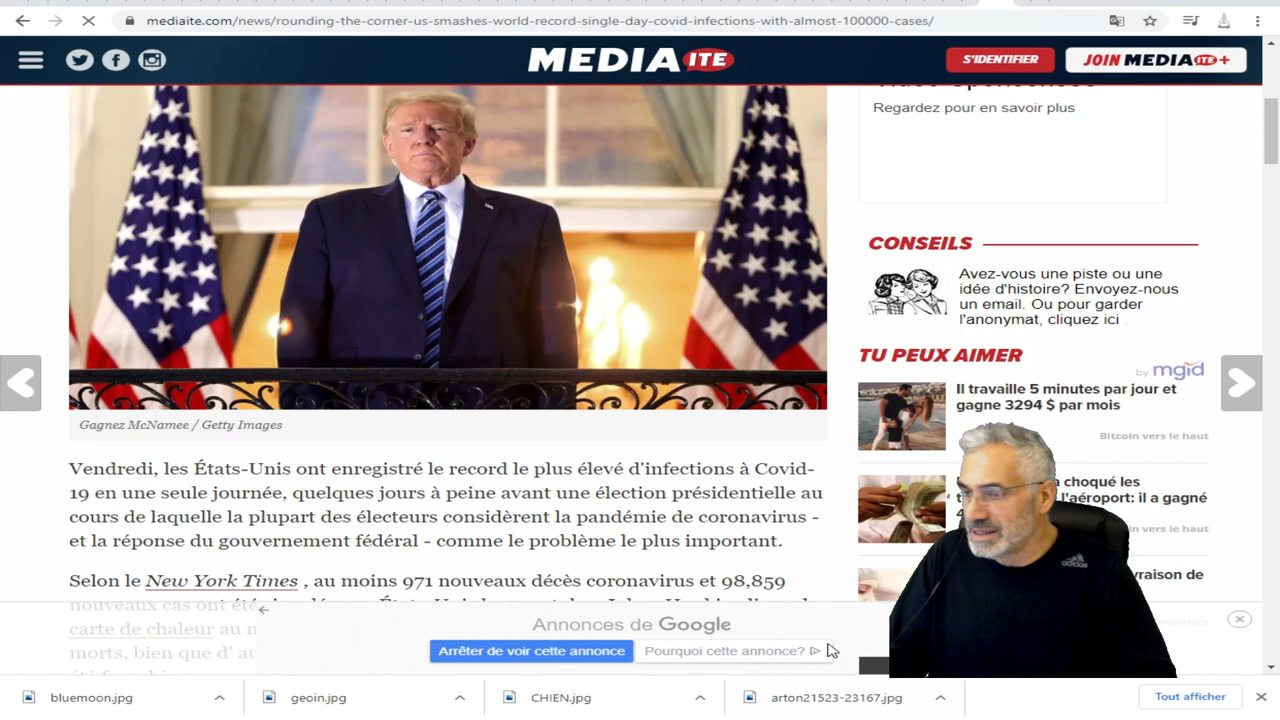 mediaite.com/news/rounding-the-corner-us-smashes-world-record-single-day-covid-infections-with-almost-100000-cases/
MEDIA ITE
S'IDENTIFIER
JOIN MEDIA ITE +
Regardez pour en savoir plus
CONSEILS
Avez-vous une piste ou une
idée d'histoire? Envoyez-nous
un email. Ou pour garder
l'anonymat, cliquez ici .
TU PEUX AIMER
by mgid
Il travaille 5 minutes par jour et
gagne 3294 $ par mois
Bitcoin vers le haut
a choqué les
l'aéroport: il a gagné
vers le haut
vraison de
Gagnez McNamee / Getty Images
Vendredi, les États-Unis ont enregistré le record le plus élevé d'infections à Covid-
19 en une seule journée, quelques jours à peine avant une élection présidentielle au
cours de laquelle la plupart des électeurs considèrent la pandémie de coronavirus -
et la réponse du gouvernement fédéral - comme le problème le plus important.
Selon le New York Times , au moins 971 nouveaux décès coronavirus et 98,859
nouveaux cas ont été
carte de chaleur au
morts, bien que d' au
Annonces de Google
Arrêter de voir cette annonce
Pourquoi cette annonce?
adidas
bluemoon.jpg
geoin.jpg
CHIEN.jpg
arton21523-23167.jpg
Tout afficher